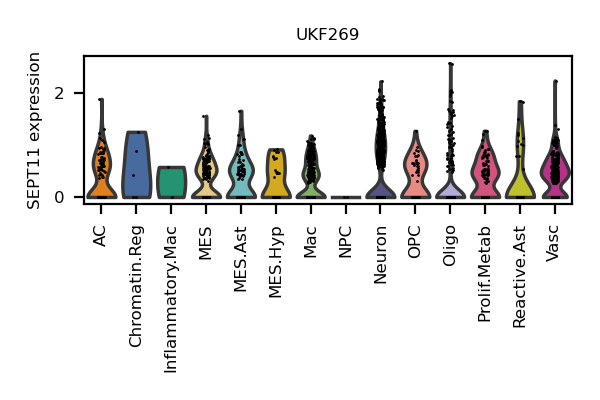 UKF269
SEPT11 expression
2
0
AC
Chromatin.Reg
Inflammatory.Mac
MES
MES.Ast
MES.Hyp
Mac
NPC
Neuron
OPC
Oligo
Prolif.Metab
Reactive.Ast
Vasc